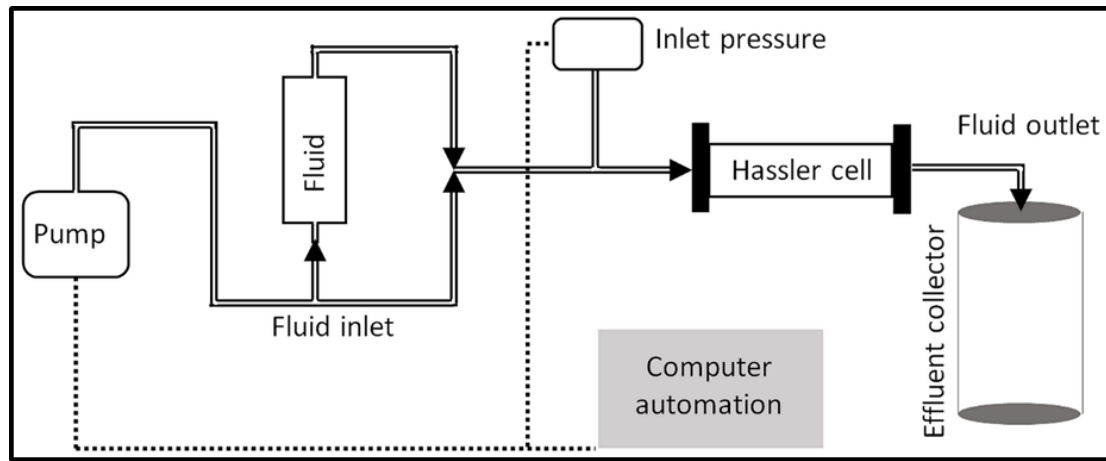 Inlet pressure
Fluid outlet
Fluid
Hassler cell
Pump
Fluid inlet
Effluent collector
Computer
automation